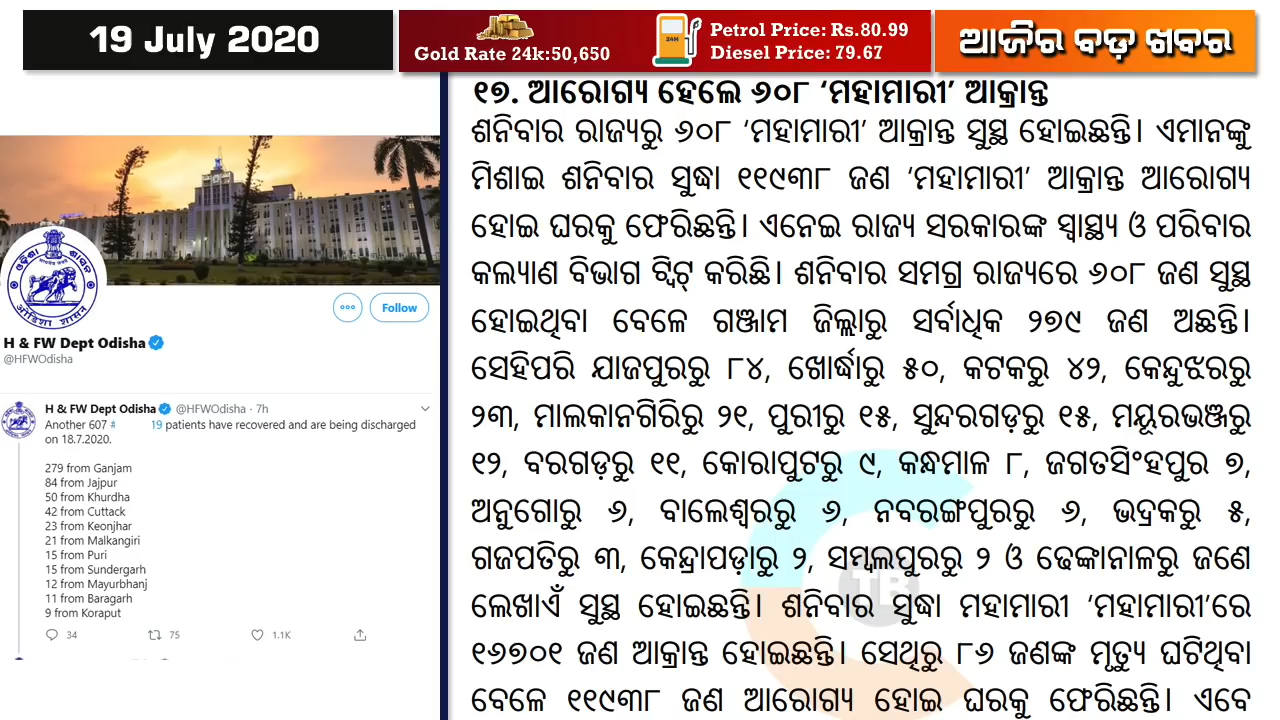 19 July 2020
Gold Rate 24k:50,650
24H
Petrol Price: Rs.80.99
Diesel Price: 79.67
ଆଜିର ବଡ଼ ଖବର
Follow
H & FW Dept Odisha
@HFWOdisha
H & FW Dept Odisha @HFWOdisha · 7h
Another 607 # 19 patients have recovered and are being discharged
on 18.7.2020.
279 from Ganjam
84 from Jajpur
50 from Khurdha
42 from Cuttack
23 from Keonjhar
21 from Malkangiri
15 from Puri
15 from Sundergarh
12 from Mayurbhanj
11 from Baragarh
9 from Koraput
34 75 1.1K
୧୭. ଆରୋଗ୍ୟ ହେଲେ ୬୦୮ ‘ମହାମାରୀ’ ଆକ୍ରାନ୍ତ
ଶନିବାର ରାଜ୍ୟରୁ ୬୦୮ ‘ମହାମାରୀ’ ଆକ୍ରାନ୍ତ ସୁସ୍ଥ ହୋଇଛନ୍ତି। ଏମାନଙ୍କୁ
ମିଶାଇ ଶନିବାର ସୁଦ୍ଧା ୧୧୯୩୮ ଜଣ ‘ମହାମାରୀ’ ଆକ୍ରାନ୍ତ ଆରୋଗ୍ୟ
ହୋଇ ଘରକୁ ଫେରିଛନ୍ତି। ଏନେଇ ରାଜ୍ୟ ସରକାରଙ୍କ ସ୍ୱାସ୍ଥ୍ୟ ଓ ପରିବାର
କଲ୍ୟାଣ ବିଭାଗ ଟ୍ୱିଟ୍ କରିଛି। ଶନିବାର ସମଗ୍ର ରାଜ୍ୟରେ ୬୦୮ ଜଣ ସୁସ୍ଥ
ହୋଇଥିବା ବେଳେ ଗଞ୍ଜାମ ଜିଲ୍ଲାରୁ ସର୍ବାଧିକ ୨୭୯ ଜଣ ଅଛନ୍ତି।
ସେହିପରି ଯାଜପୁରରୁ ୮୪, ଖୋର୍ଦ୍ଧାରୁ ୫୦, କଟକରୁ ୪୨, କେନ୍ଦୁଝରରୁ
୨୩, ମାଲକାନଗିରିରୁ ୨୧, ପୁରୀରୁ ୧୫, ସୁନ୍ଦରଗଡ଼ରୁ ୧୫, ମୟୂରଭଞ୍ଜରୁ
୧୨, ବରଗଡ଼ରୁ ୧୧, କୋରାପୁଟରୁ ୯, କନ୍ଧମାଳ ୮, ଜଗତସିଂହପୁର ୭,
ଅନୁଗୋରୁ ୬, ବାଲେଶ୍ୱରରୁ ୬, ନବରଙ୍ଗପୁରରୁ ୬, ଭଦ୍ରକରୁ ୫,
ଗଜପତିରୁ ୩, କେନ୍ଦ୍ରାପଡ଼ାରୁ ୨, ସମ୍ବଲପୁରରୁ ୨ ଓ ଢେଙ୍କାନାଳରୁ ଜଣେ
ଲେଖାଏଁ ସୁସ୍ଥ ହୋଇଛନ୍ତି। ଶନିବାର ସୁଦ୍ଧା ମହାମାରୀ ‘ମହାମାରୀ’ରେ
୧୬୭୦୧ ଜଣ ଆକ୍ରାନ୍ତ ହୋଇଛନ୍ତି। ସେଥିରୁ ୮୬ ଜଣଙ୍କ ମୃତ୍ୟୁ ଘଟିଥିବା
ବେଳେ ୧୧୯୩୮ ଜଣ ଆରୋଗ୍ୟ ହୋଇ ଘରକୁ ଫେରିଛନ୍ତି। ଏବେ